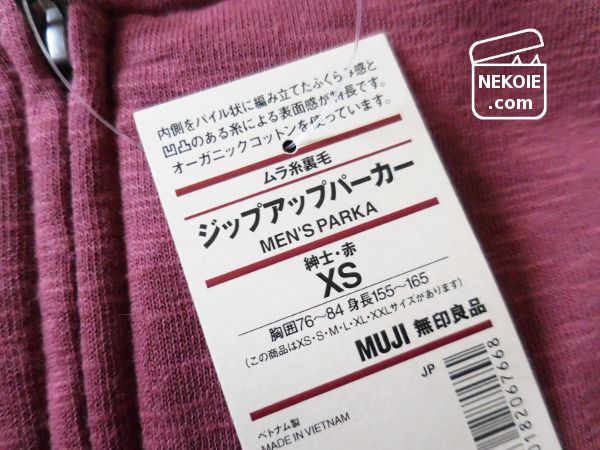 NEKOIE
.com
内側をパイル状に編み立てたふくらみ感と
凹凸のある糸による表面感が特長です。
オーガニックコットンを使っています。
ムラ糸裏毛
ジップアップパーカー
MEN'S PARKA
紳士・赤
XS
胸囲76～84 身長155～165
(この商品はXS・S・M・L・XL・XXLサイズがあります)
MUJI 無印良品
JP
ベトナム製
MADE IN VIETNAM